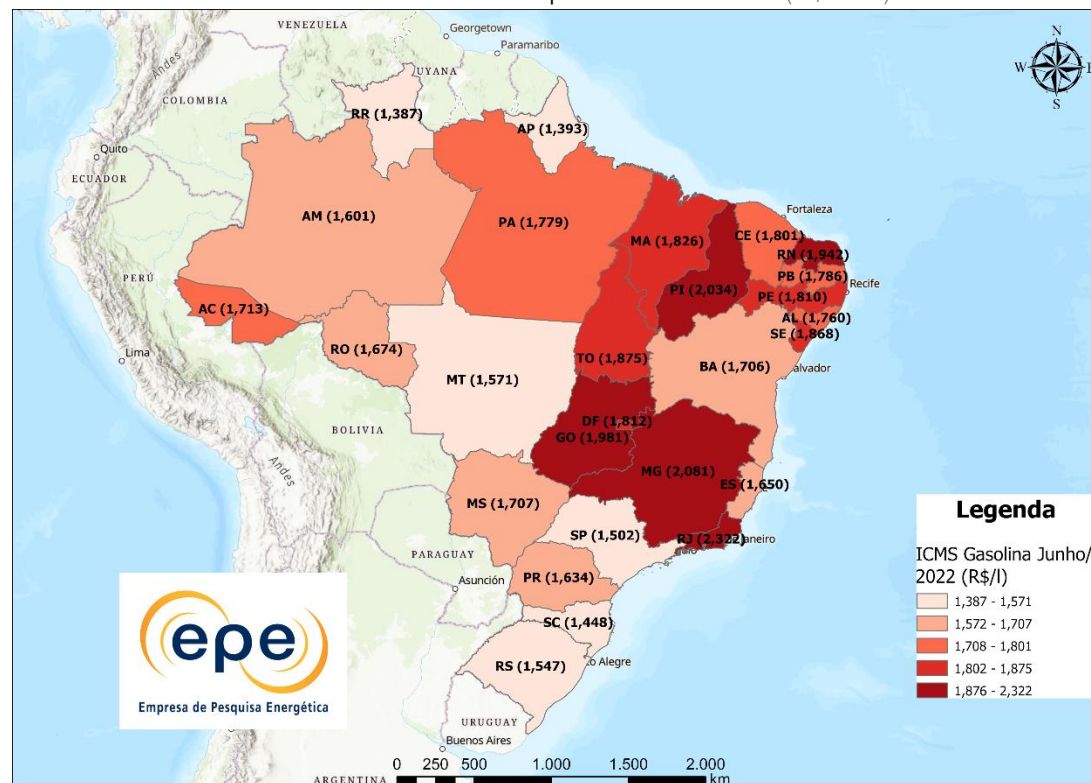 VENEZUELA
Georgetown
Paramaribo
Andes
UYANA
COLOMBIA
RR (1,387)
AP (1,393)
N
W
E
S
Quito
ECUADOR
AM (1,601)
PA (1,779)
MA (1,826)
CE (1,801)
Fortaleza
RN (1,942)
PB (1,786)
PI (2,034)
PE (1,810)
Recife
AL (1,760)
SE (1,868)
PERÚ
AC (1,713)
RO (1,674)
TO (1,875)
BA (1,706)
alvador
Lima
MT (1,571)
BOLIVIA
DF (1,812)
GO (1,981)
MG (2,081)
ES (1,650)
Andes
MS (1,707)
SP (1,502)
RJ (2,322)
Janeiro
PARAGUAY
Asunción
PR (1,634)
SC (1,448)
RS (1,547)
o Alegre
URUGUAY
Buenos Aires
ARGENTINA
epe
Empresa de Pesquisa Energética
Legenda
ICMS Gasolina Junho/
2022 (R$/l)
1,387 - 1,571
1,572 - 1,707
1,708 - 1,801
1,802 - 1,875
1,876 - 2,322
0 250 500 1.000 1.500 2.000
km